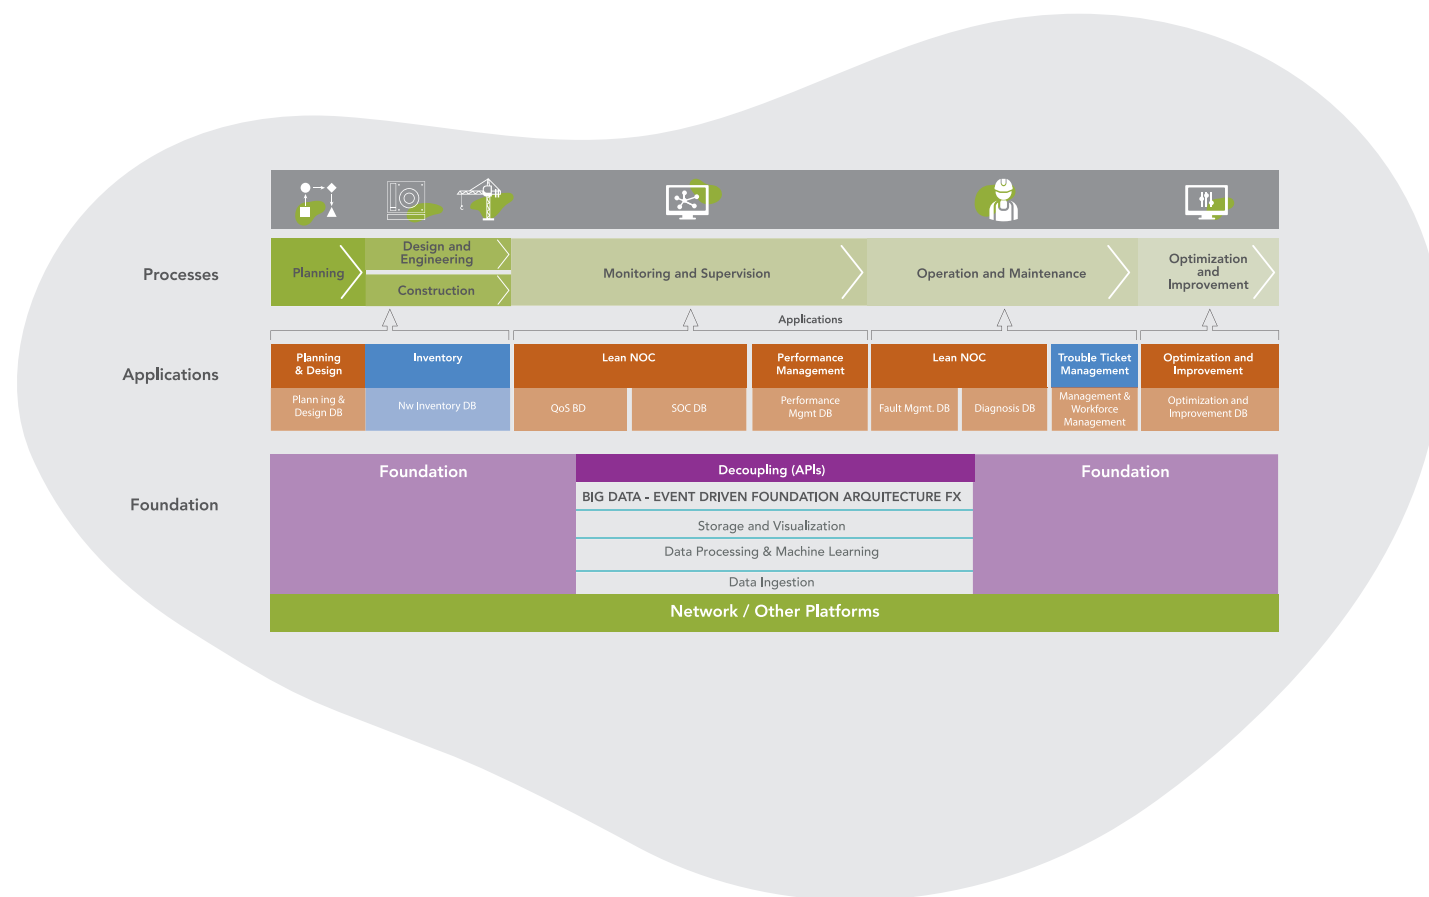 Processes
Planning
Design and
Engineering
Construction
Monitoring and Supervision
Operation and Maintenance
Optimization
and
Improvement
Applications
Applications
Planning
& Design
Inventory
Lean NOC
Performance
Management
Lean NOC
Trouble Ticket
Management
Optimization and
Improvement
Plann ing &
Design DB
Nw Inventory DB
QoS BD
SOC DB
Performance
Mgmt DB
Fault Mgmt. DB
Diagnosis DB
Management &
Workforce
Management
Optimization and
Improvement DB
Foundation
Foundation
Decoupling (APIs)
Foundation
BIG DATA - EVENT DRIVEN FOUNDATION ARQUITECTURE FX
Storage and Visualization
Data Processing & Machine Learning
Data Ingestion
Network / Other Platforms